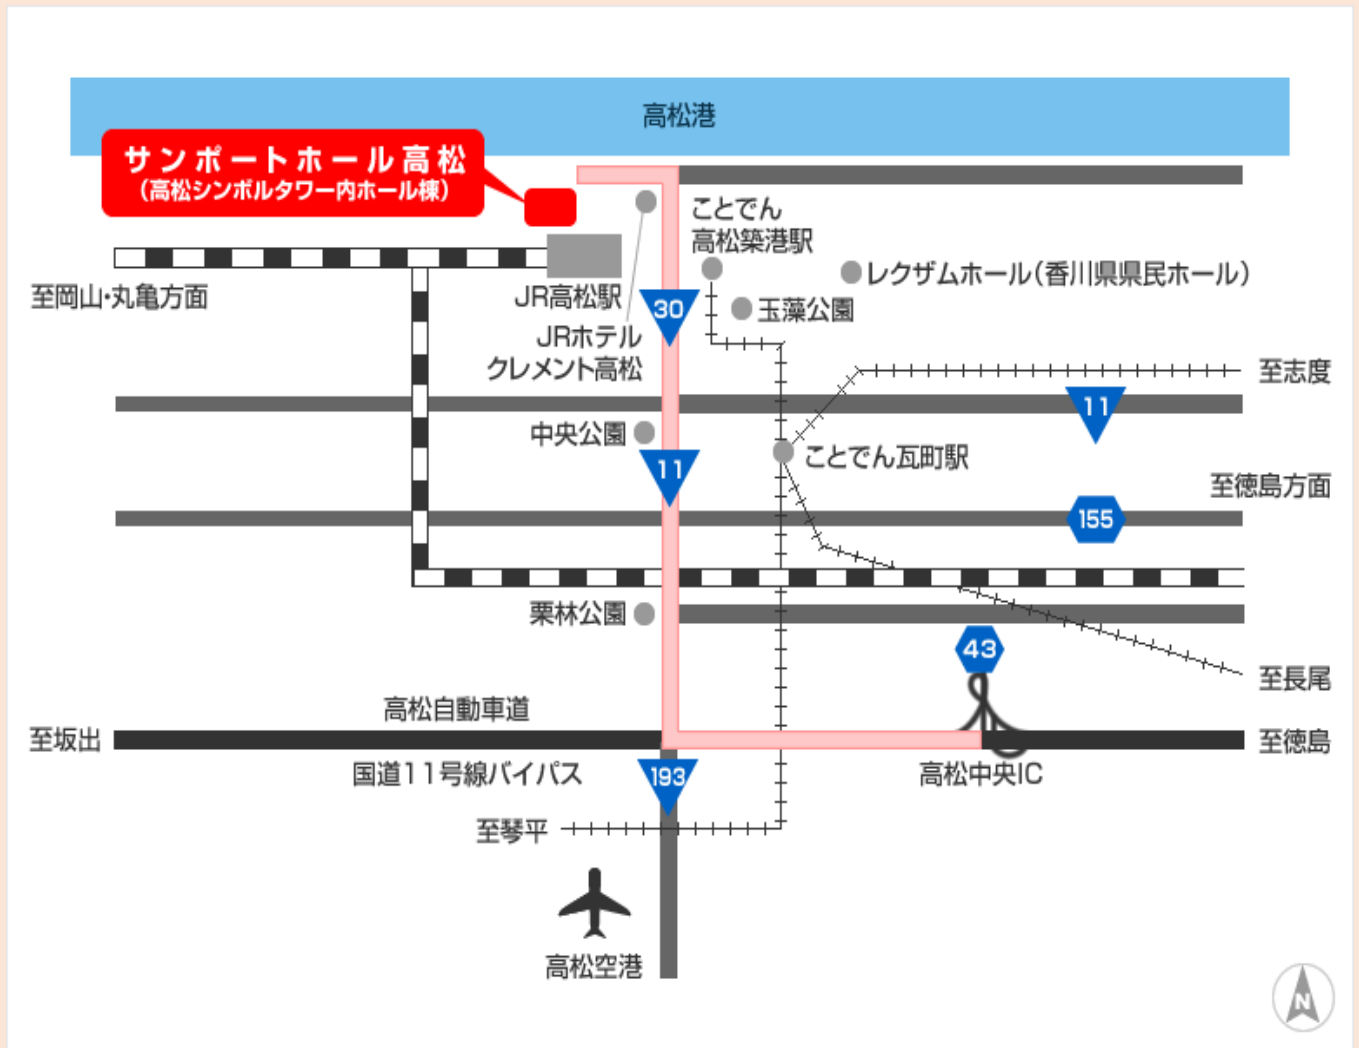 高松港
サンポートホール高松
（高松シンボルタワー内ホール棟）
ことでん
高松築港駅
レクザムホール（香川県県民ホール）
至岡山・丸亀方面
JR高松駅
30
玉藻公園
JRホテル
クレメント高松
至志度
11
中央公園
11
ことでん瓦町駅
至徳島方面
155
栗林公園
43
至長尾
高松自動車道
至坂出
至徳島
国道11号線バイパス
193
高松中央IC
至琴平
高松空港
N